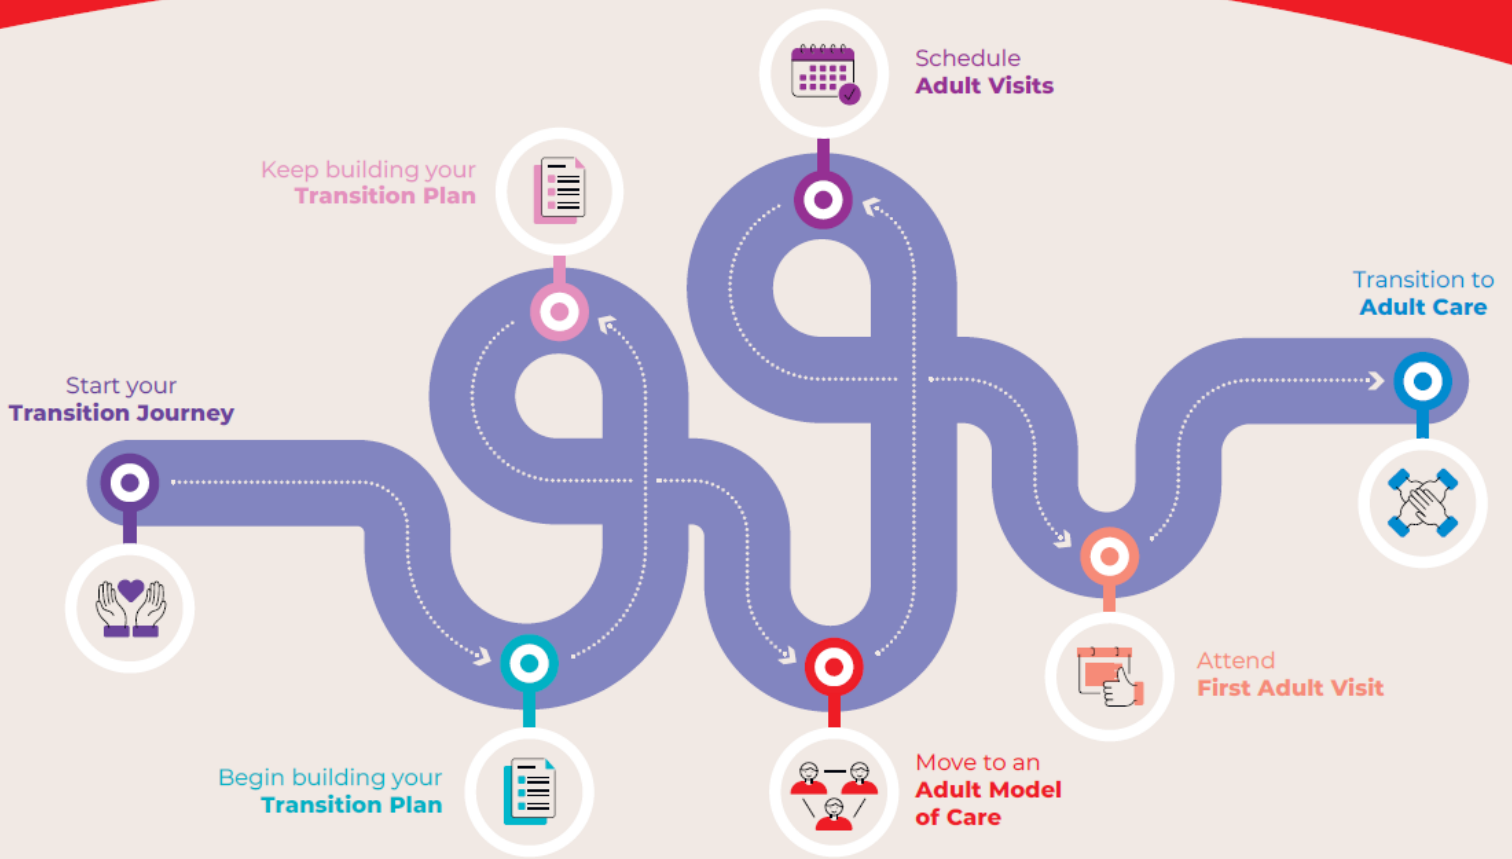 Start your
Transition Journey
Begin building your
Transition Plan
Keep building your
Transition Plan
Move to an
Adult Model
of Care
Schedule
Adult Visits
Attend
First Adult Visit
Transition to
Adult Care